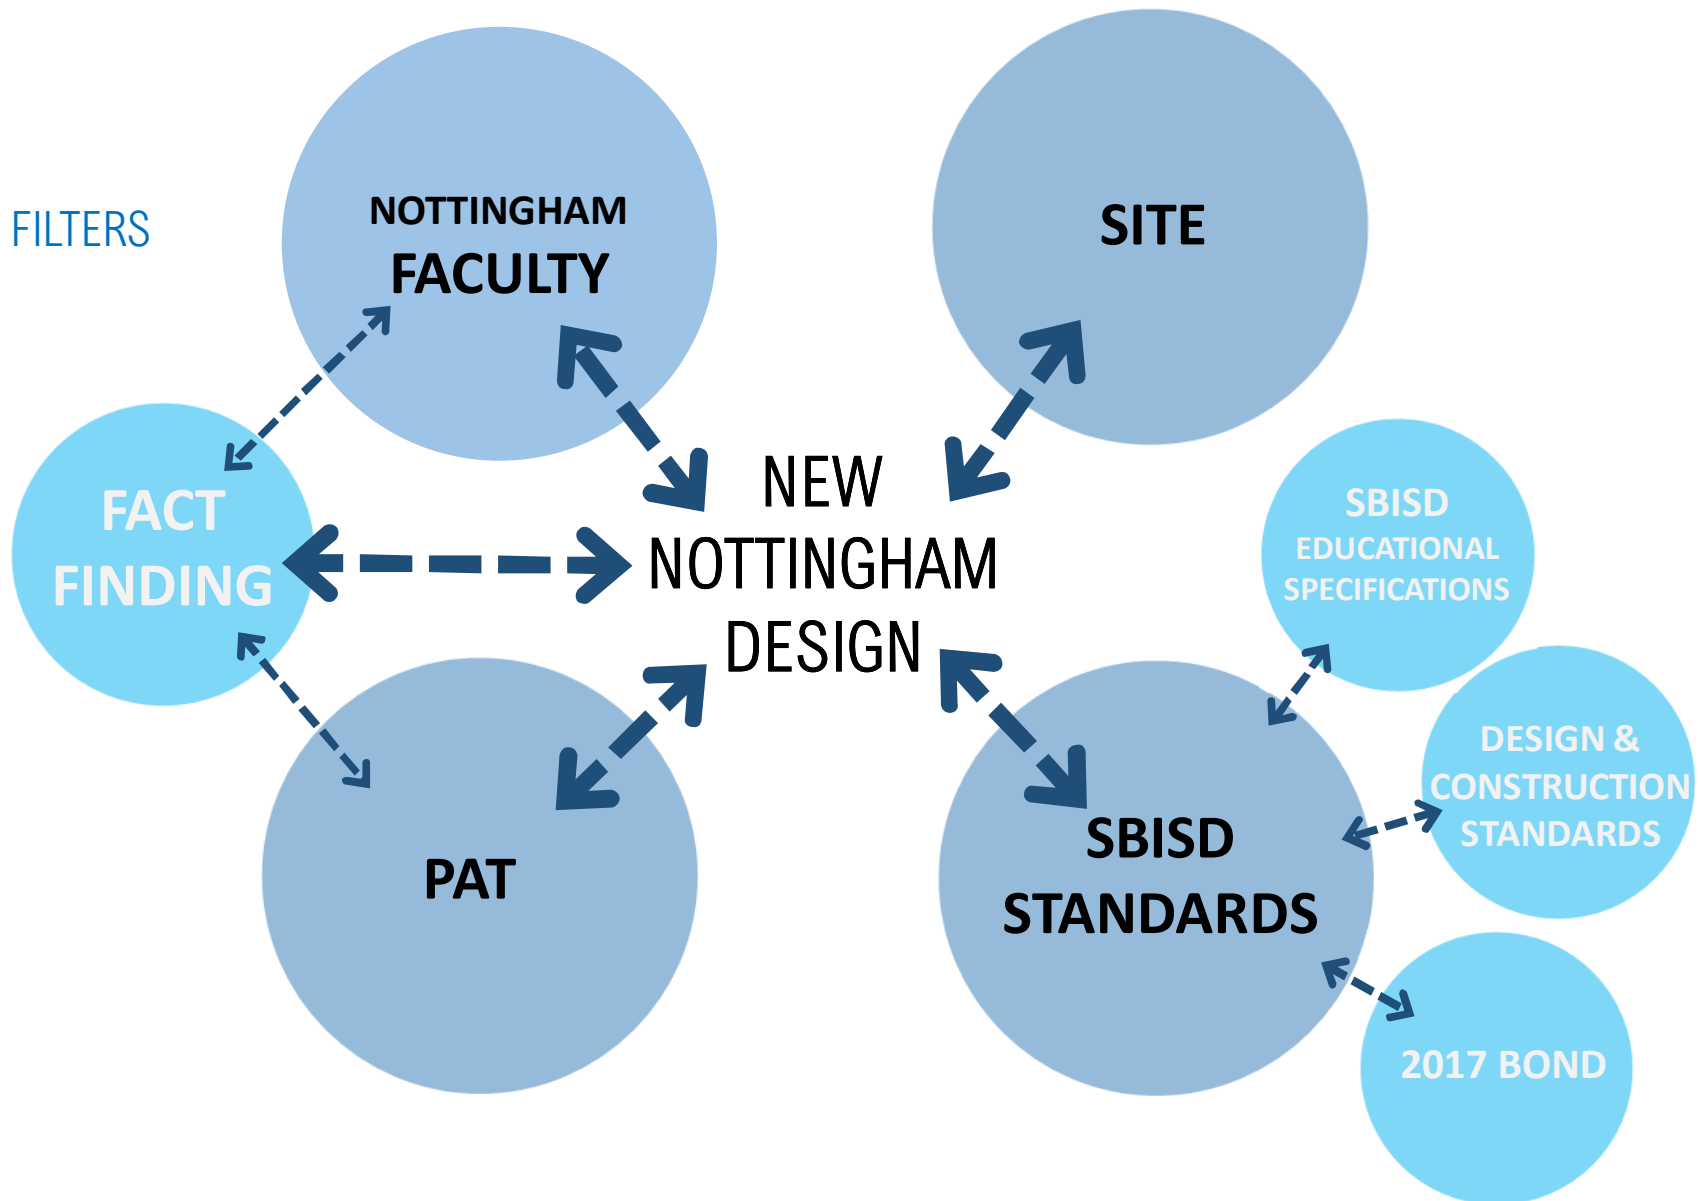 FILTERS
NOTTINGHAM
FACULTY
SITE
FACT
FINDING
NEW
NOTTINGHAM
DESIGN
SBISD
EDUCATIONAL
SPECIFICATIONS
DESIGN &
CONSTRUCTION
STANDARDS
PAT
SBISD
STANDARDS
2017 BOND